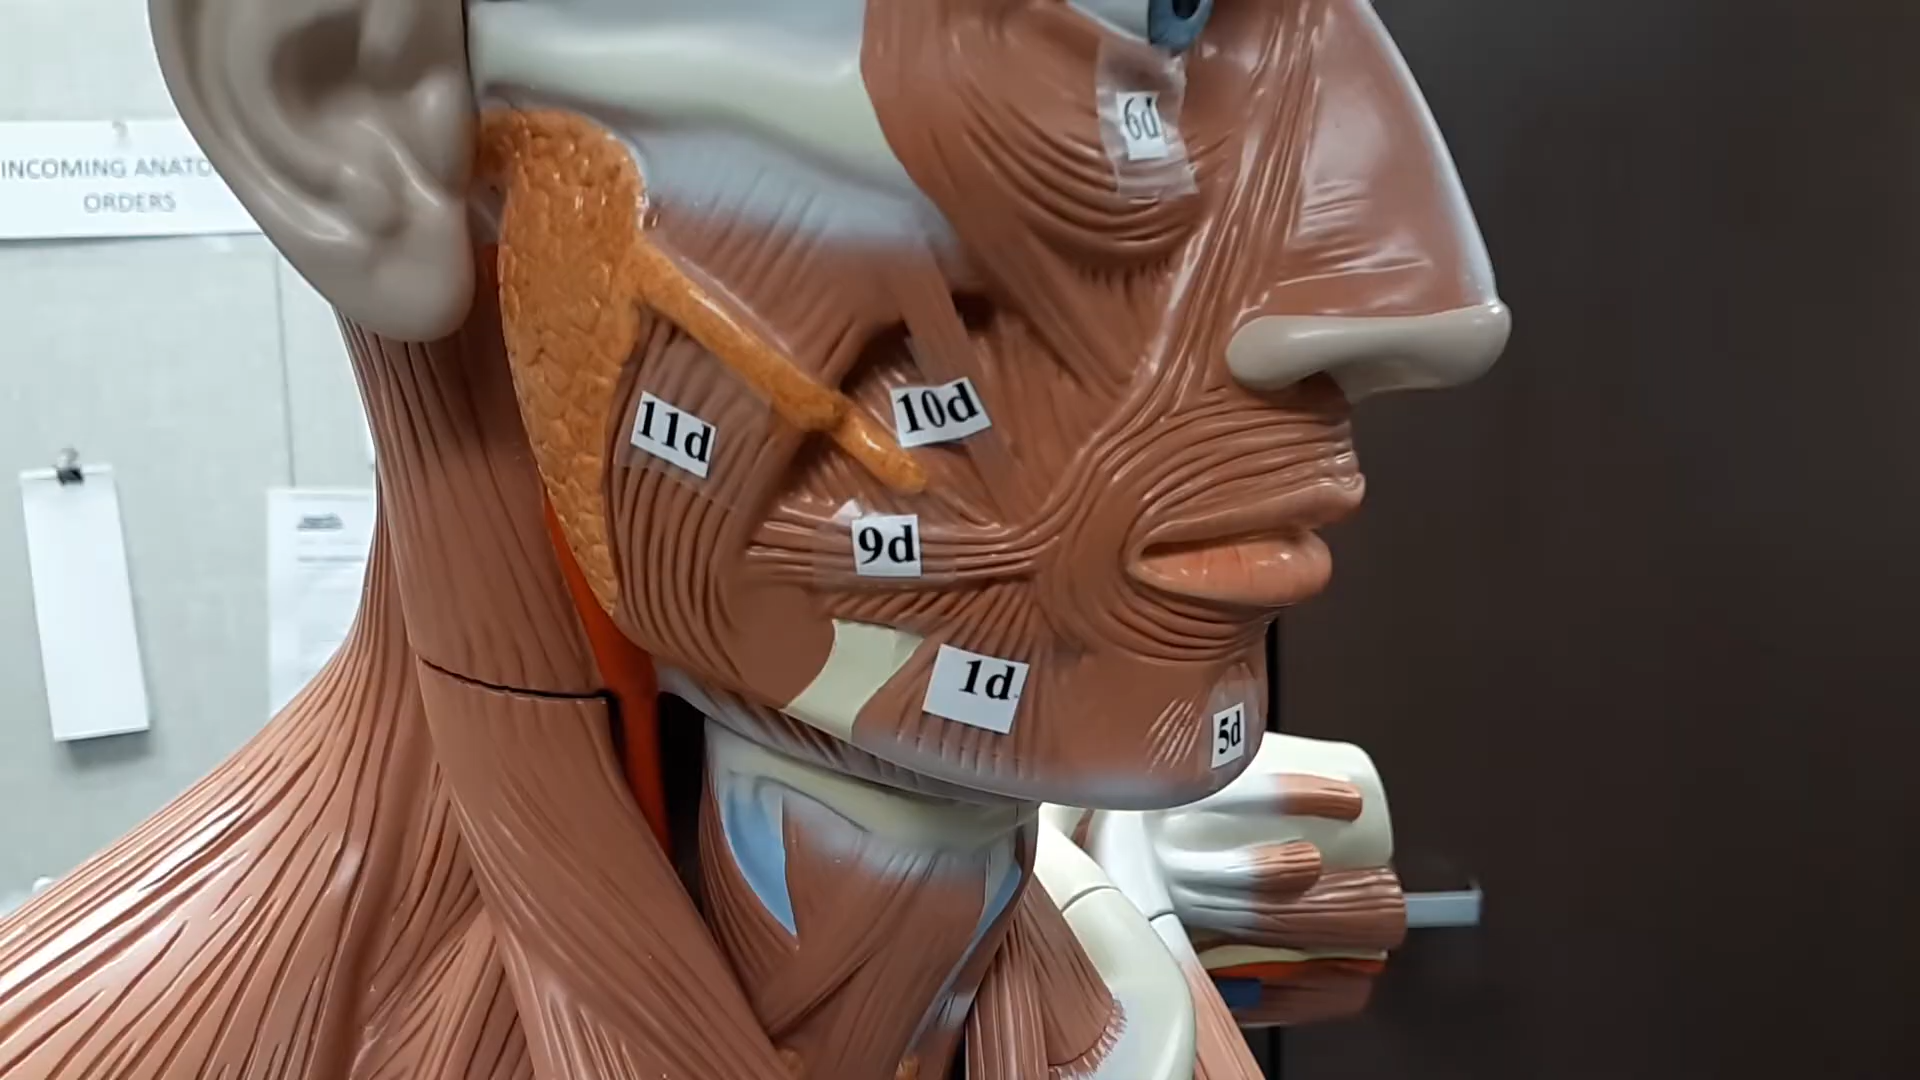 INCOMING ANATO
ORDERS
6d
10d
11d
9d
1d
5d